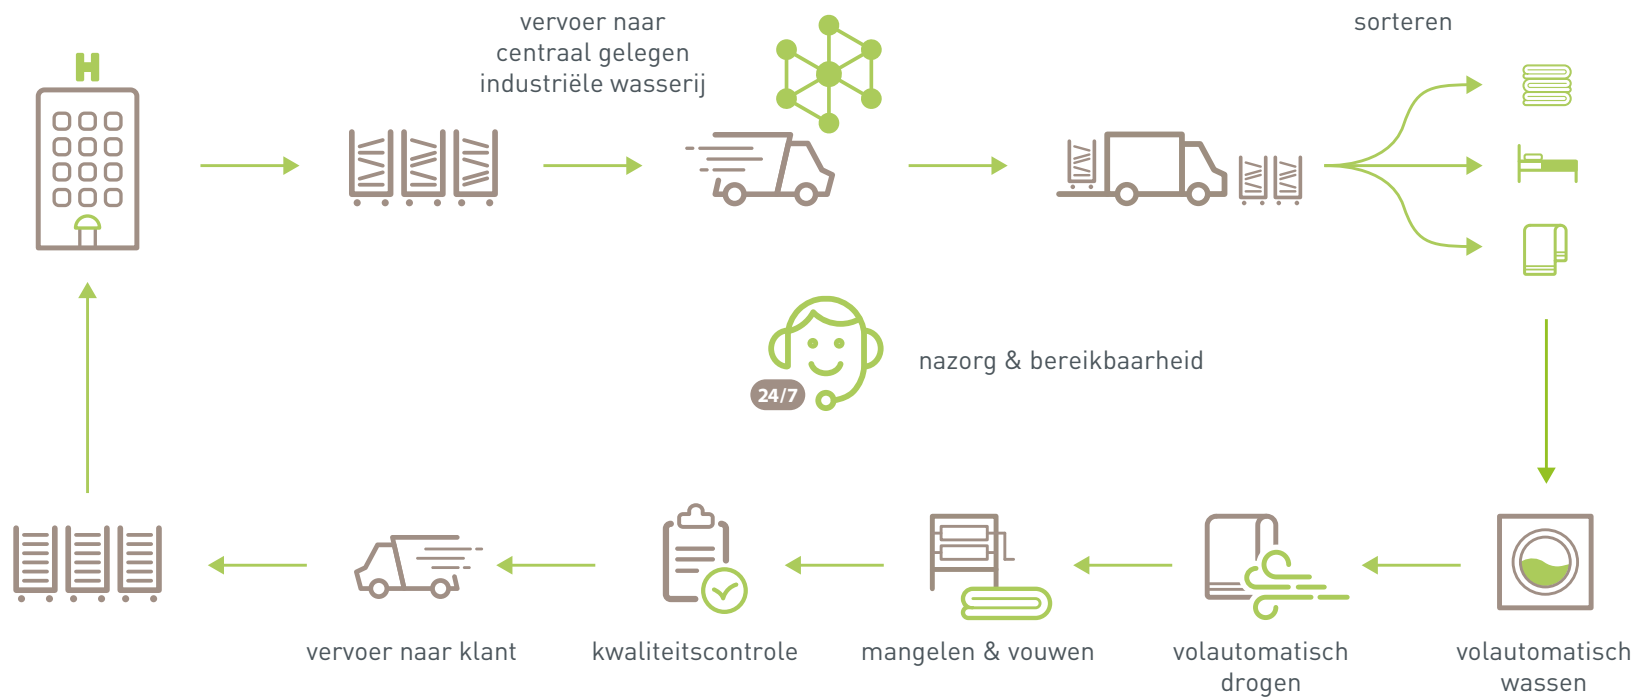 vervoer naar
centraal gelegen
industriële wasserij
sorteren
H
nazorg & bereikbaarheid
24/7
vervoer naar klant
kwaliteitscontrole
mangelen & vouwen
volautomatisch
drogen
volautomatisch
wassen